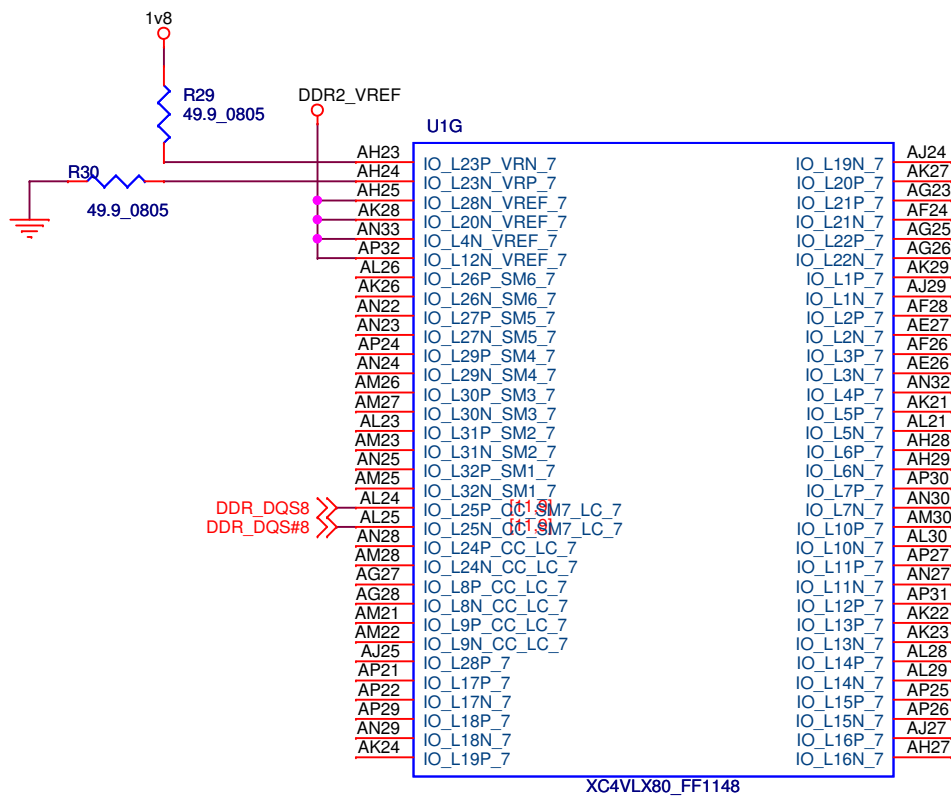 1v8
R29
49.9_0805
DDR2_VREF
U1G
R30
49.9_0805
AH23 IO_L23P_VRN_7 IO_L19N_7 AJ24
AH24 IO_L23N_VRP_7 IO_L20P_7 AK27
AH25 IO_L28N_VREF_7 IO_L21P_7 AG23
AK28 IO_L20N_VREF_7 IO_L21N_7 AF24
AN33 IO_L4N_VREF_7 IO_L22P_7 AG25
AP32 IO_L12N_VREF_7 IO_L22N_7 AG26
AL26 IO_L26P_SM6_7 IO_L1P_7 AK29
AK26 IO_L26N_SM6_7 IO_L1N_7 AJ29
AN22 IO_L27P_SM5_7 IO_L2P_7 AF28
AN23 IO_L27N_SM5_7 IO_L2N_7 AE27
AP24 IO_L29P_SM4_7 IO_L3P_7 AF26
AN24 IO_L29N_SM4_7 IO_L3N_7 AE26
AM26 IO_L30P_SM3_7 IO_L4P_7 AN32
AM27 IO_L30N_SM3_7 IO_L5P_7 AK21
AL23 IO_L31P_SM2_7 IO_L5N_7 AL21
AM23 IO_L31N_SM2_7 IO_L6P_7 AH28
AN25 IO_L32P_SM1_7 IO_L6N_7 AH29
AM25 IO_L32N_SM1_7 IO_L7P_7 AP30
DDR_DQS8 AL24 IO_L25P_CC_SM7_LC_7 [11,9] IO_L7N_7 AN30
DDR_DQS#8 AL25 IO_L25N_CC_SM7_LC_7 [11,9] IO_L10P_7 AM30
AN28 IO_L24P_CC_LC_7 IO_L10N_7 AL30
AM28 IO_L24N_CC_LC_7 IO_L11P_7 AP27
AG27 IO_L8P_CC_LC_7 IO_L11N_7 AN27
AG28 IO_L8N_CC_LC_7 IO_L12P_7 AP31
AM21 IO_L9P_CC_LC_7 IO_L13P_7 AK22
AM22 IO_L9N_CC_LC_7 IO_L13N_7 AK23
AJ25 IO_L28P_7 IO_L14P_7 AL28
AP21 IO_L17P_7 IO_L14N_7 AL29
AP22 IO_L17N_7 IO_L15P_7 AP25
AP29 IO_L18P_7 IO_L15N_7 AP26
AN29 IO_L18N_7 IO_L16P_7 AJ27
AK24 IO_L19P_7 IO_L16N_7 AH27
XC4VLX80_FF1148